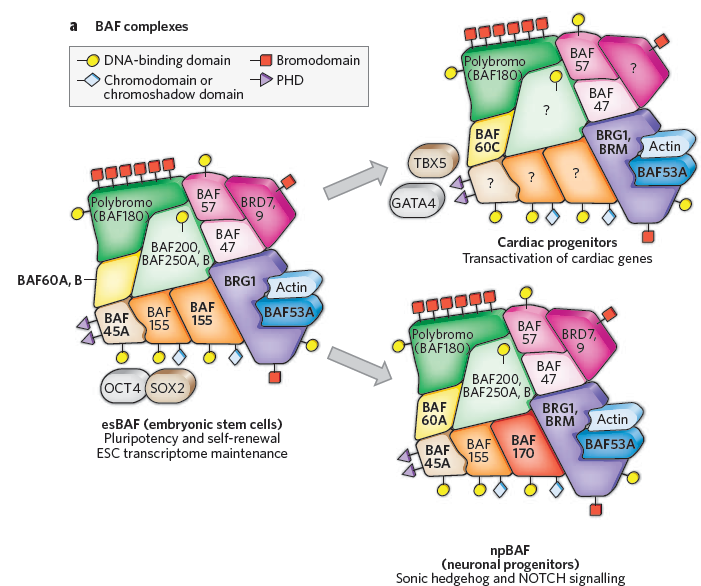 a BAF complexes
DNA-binding domain
Bromodomain
Chromodomain or
chromoshadow domain
PHD
Polybromo
(BAF180)
BAF
57
BRD7,
9
BAF200,
BAF250A, B
BAF
47
BAF60A, B
BRG1
Actin
BAF53A
BAF
45A
BAF
155
BAF
155
OCT4
SOX2
esBAF (embryonic stem cells)
Pluripotency and self-renewal
ESC transcriptome maintenance
Polybromo
(BAF180)
BAF
57
?
?
BAF
47
BAF
60C
BRG1,
BRM
Actin
BAF53A
TBX5
GATA4
?
?
?
Cardiac progenitors
Transactivation of cardiac genes
Polybromo
(BAF180)
BAF
57
BRD7,
9
BAF200,
BAF250A, B
BAF
47
BAF
60A
BRG1,
BRM
Actin
BAF53A
BAF
45A
BAF
155
BAF
170
npBAF
(neuronal progenitors)
Sonic hedgehog and NOTCH signalling